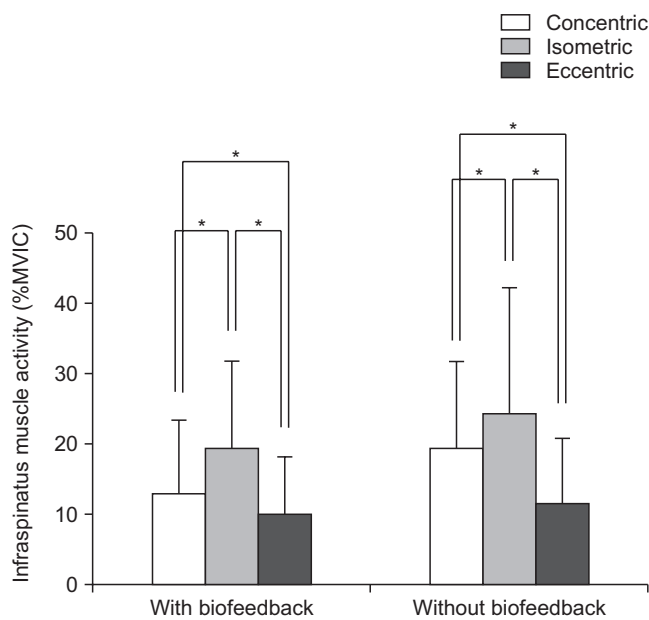 Concentric
Isometric
Eccentric
*
*
* *
* *
50
40
30
20
10
0
Infraspinatus muscle activity (%MVIC)
With biofeedback Without biofeedback